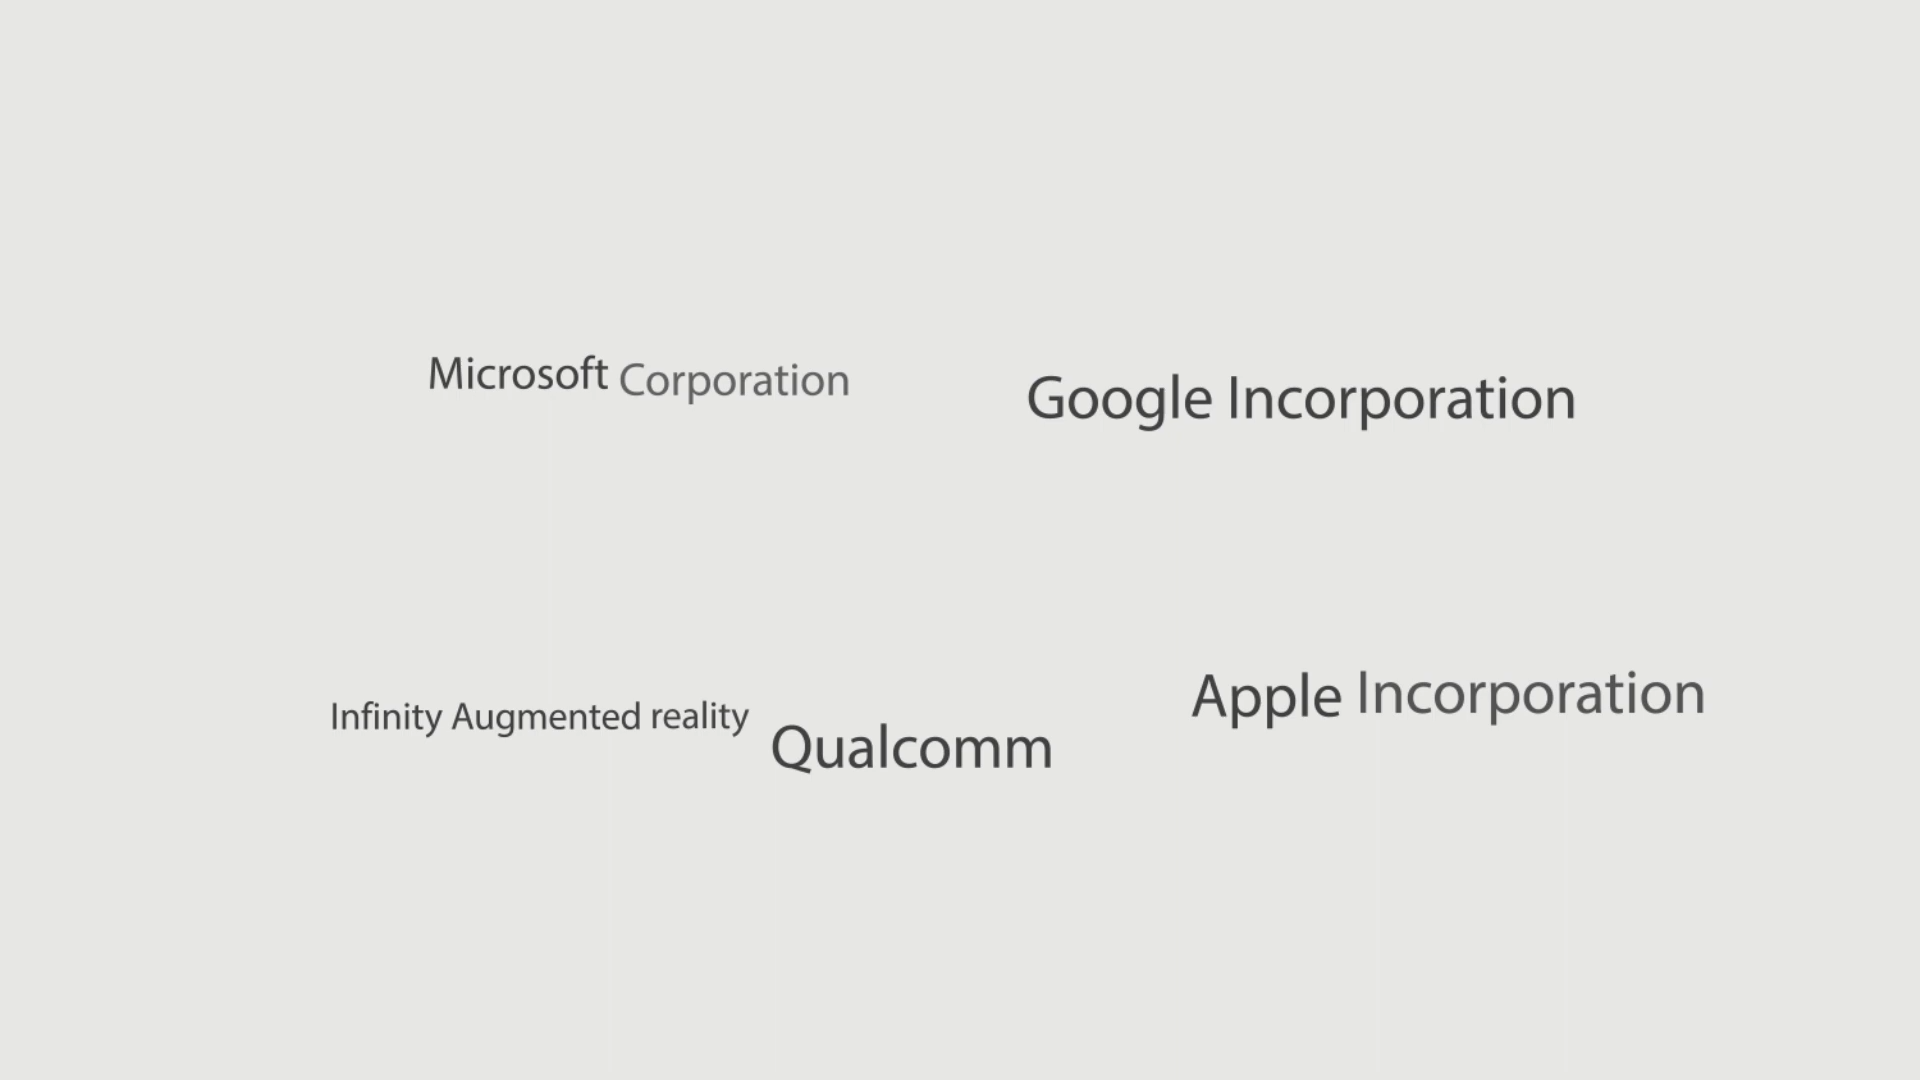 Microsoft Corporation
Google Incorporation
Infinity Augmented reality
Qualcomm
Apple Incorporation